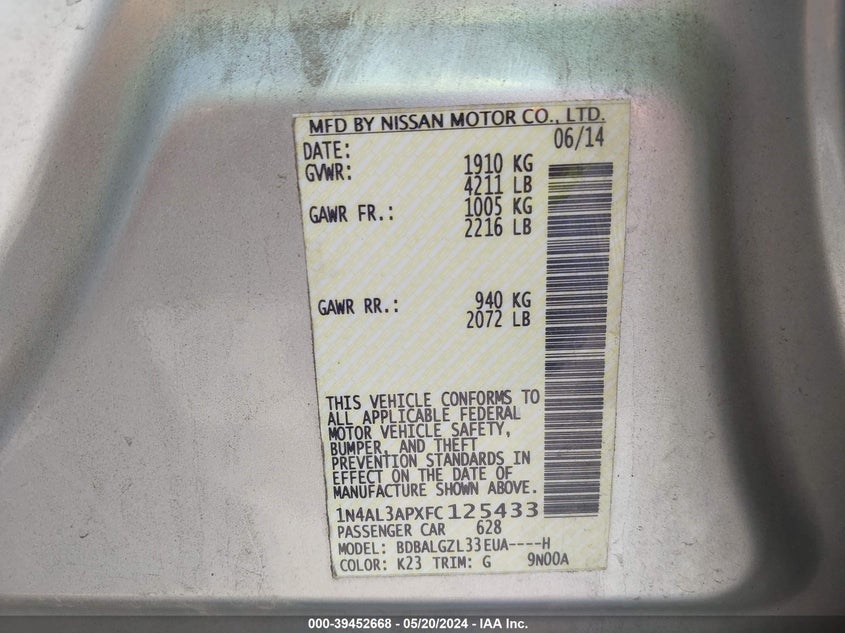 MFD BY NISSAN MOTOR CO., LTD.
DATE: 06/14
GVWR: 1910 KG
4211 LB
GAWR FR.: 1005 KG
2216 LB
GAWR RR.: 940 KG
2072 LB
THIS VEHICLE CONFORMS TO
ALL APPLICABLE FEDERAL
MOTOR VEHICLE SAFETY,
BUMPER, AND THEFT
PREVENTION STANDARDS IN
EFFECT ON THE DATE OF
MANUFACTURE SHOWN ABOVE.
1N4AL3APXFC125433
PASSENGER CAR 628
MODEL: BDBALGZL33EUA----H
COLOR: K23 TRIM: G 9N00A
000-39452668 - 05/20/2024 - IAA Inc.